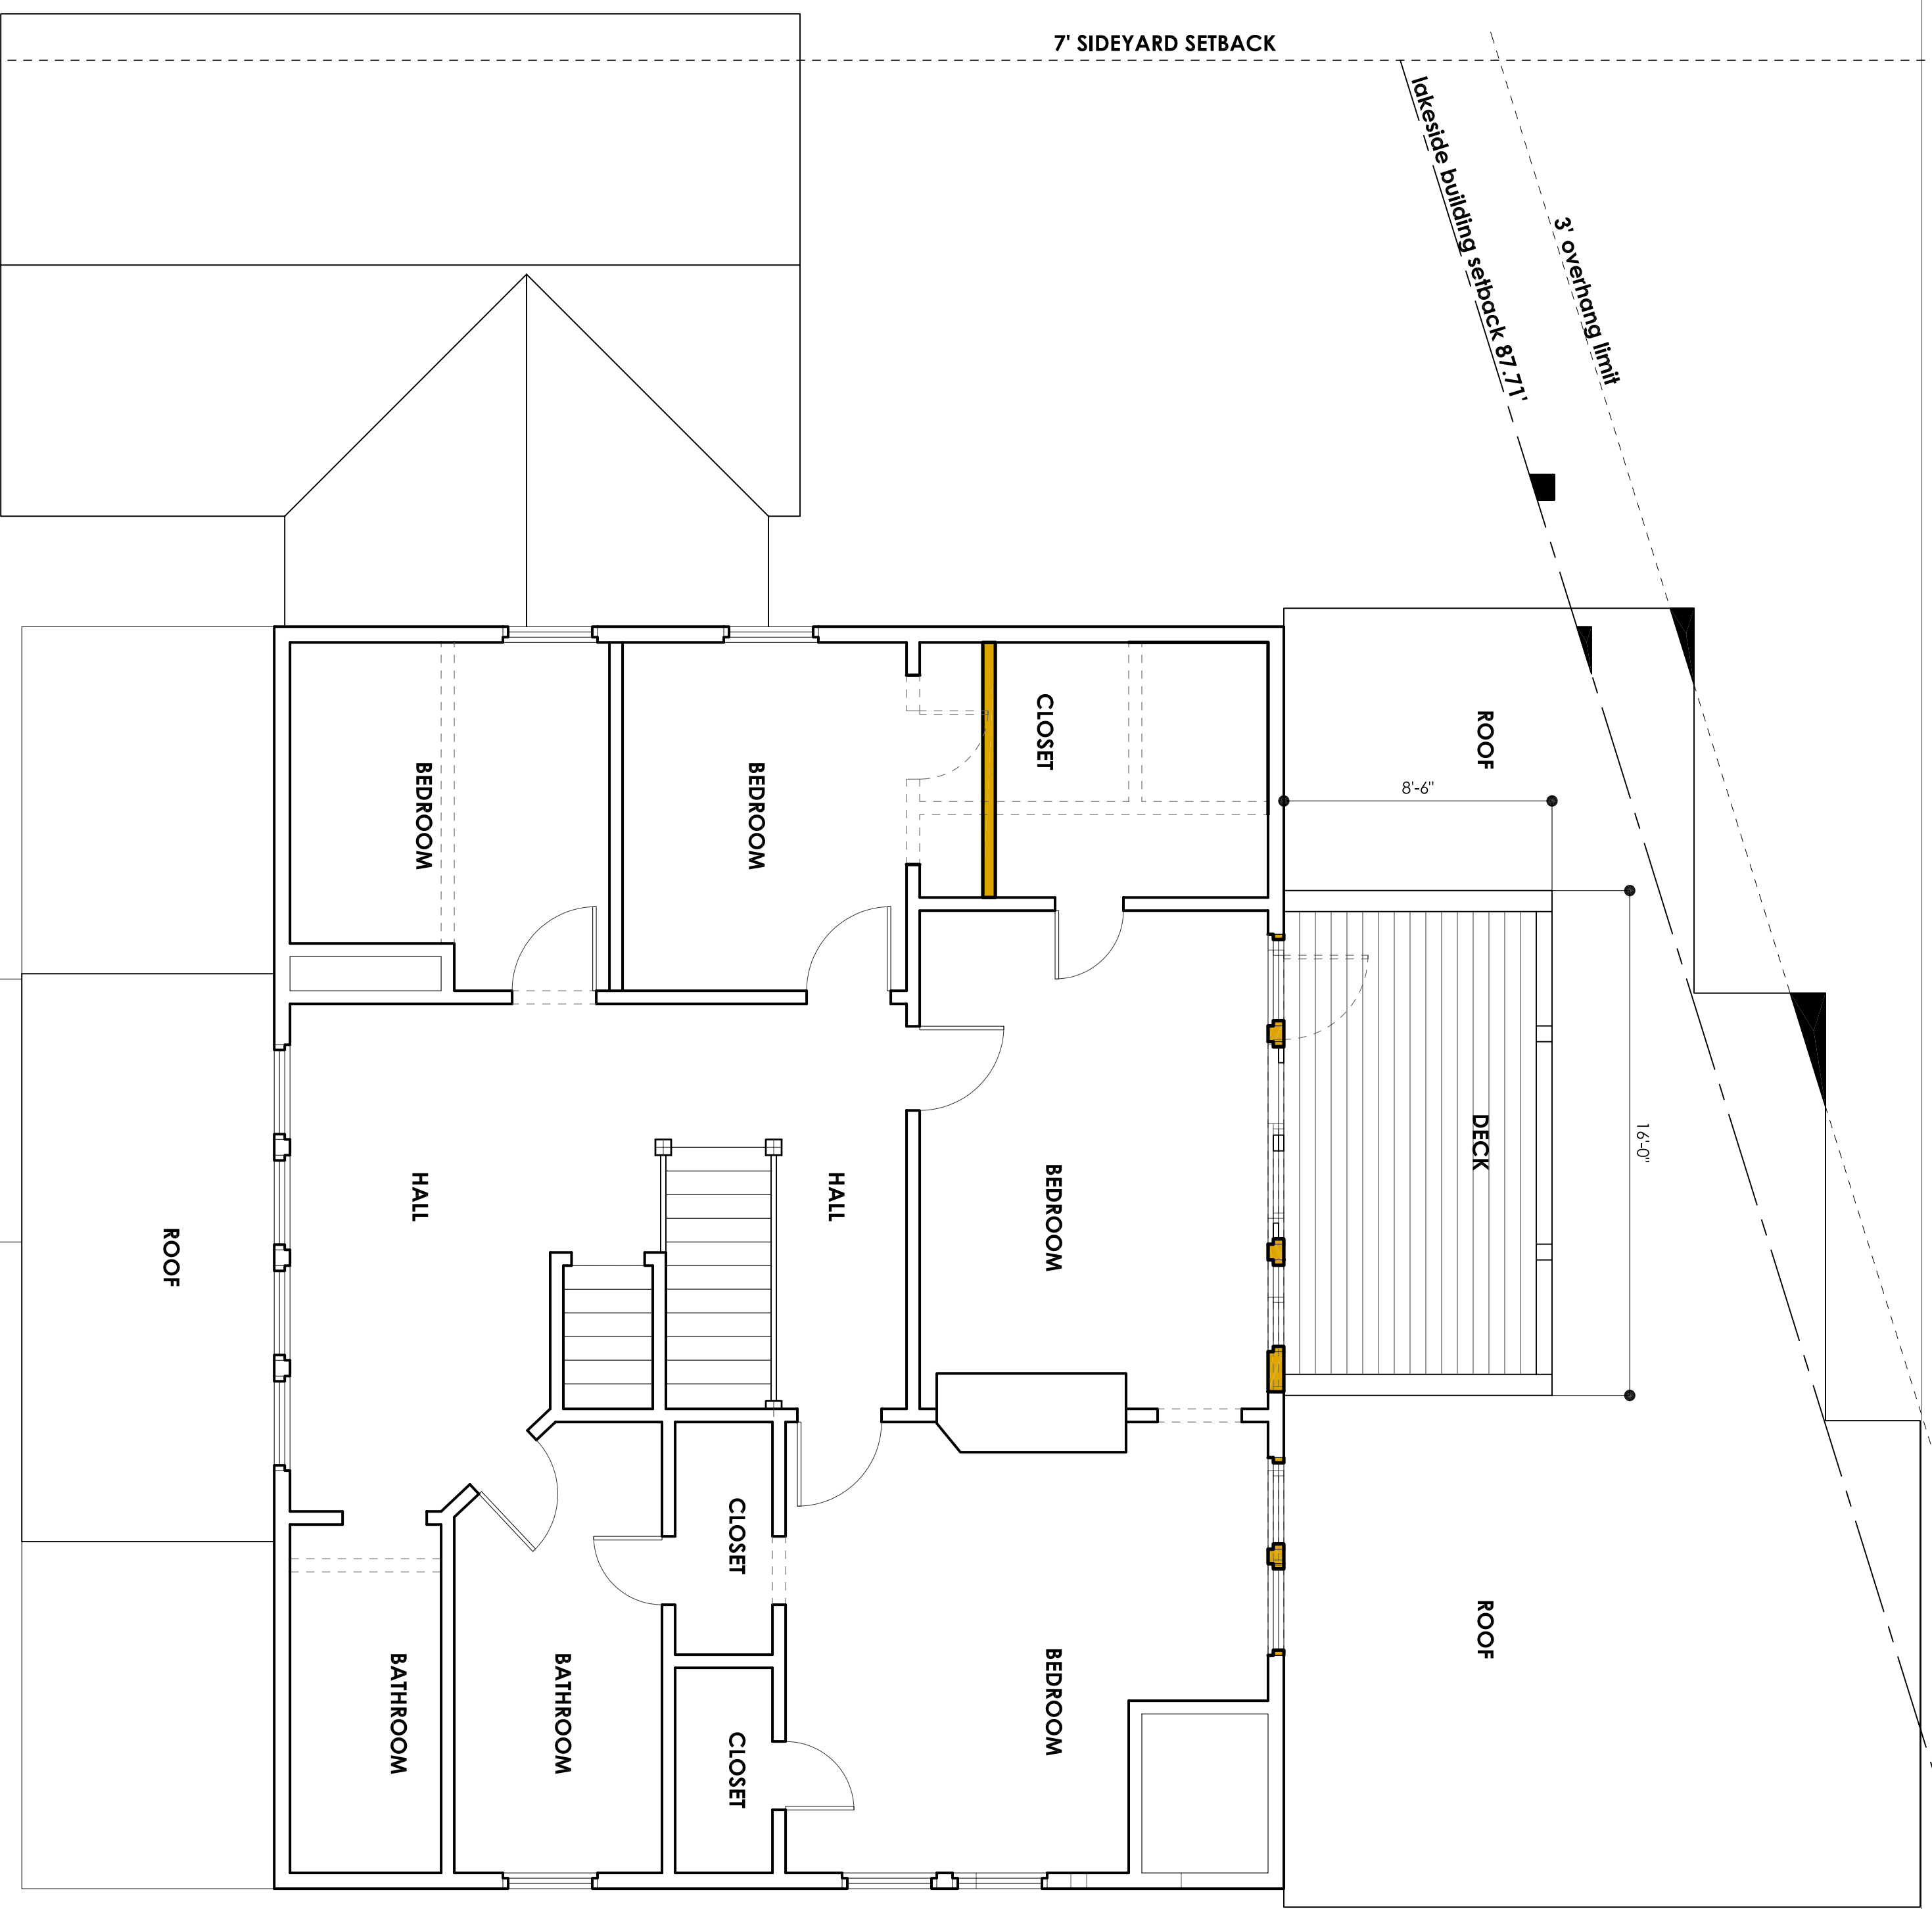 7' SIDEYARD SETBACK
lakeside building setback 87.71'
3' overhang limit
ROOF
CLOSET
BEDROOM
BEDROOM
8'-6"
DECK
16'-0"
HALL
HALL
BEDROOM
ROOF
CLOSET
ROOF
BATHROOM
BATHROOM
BEDROOM
CLOSET